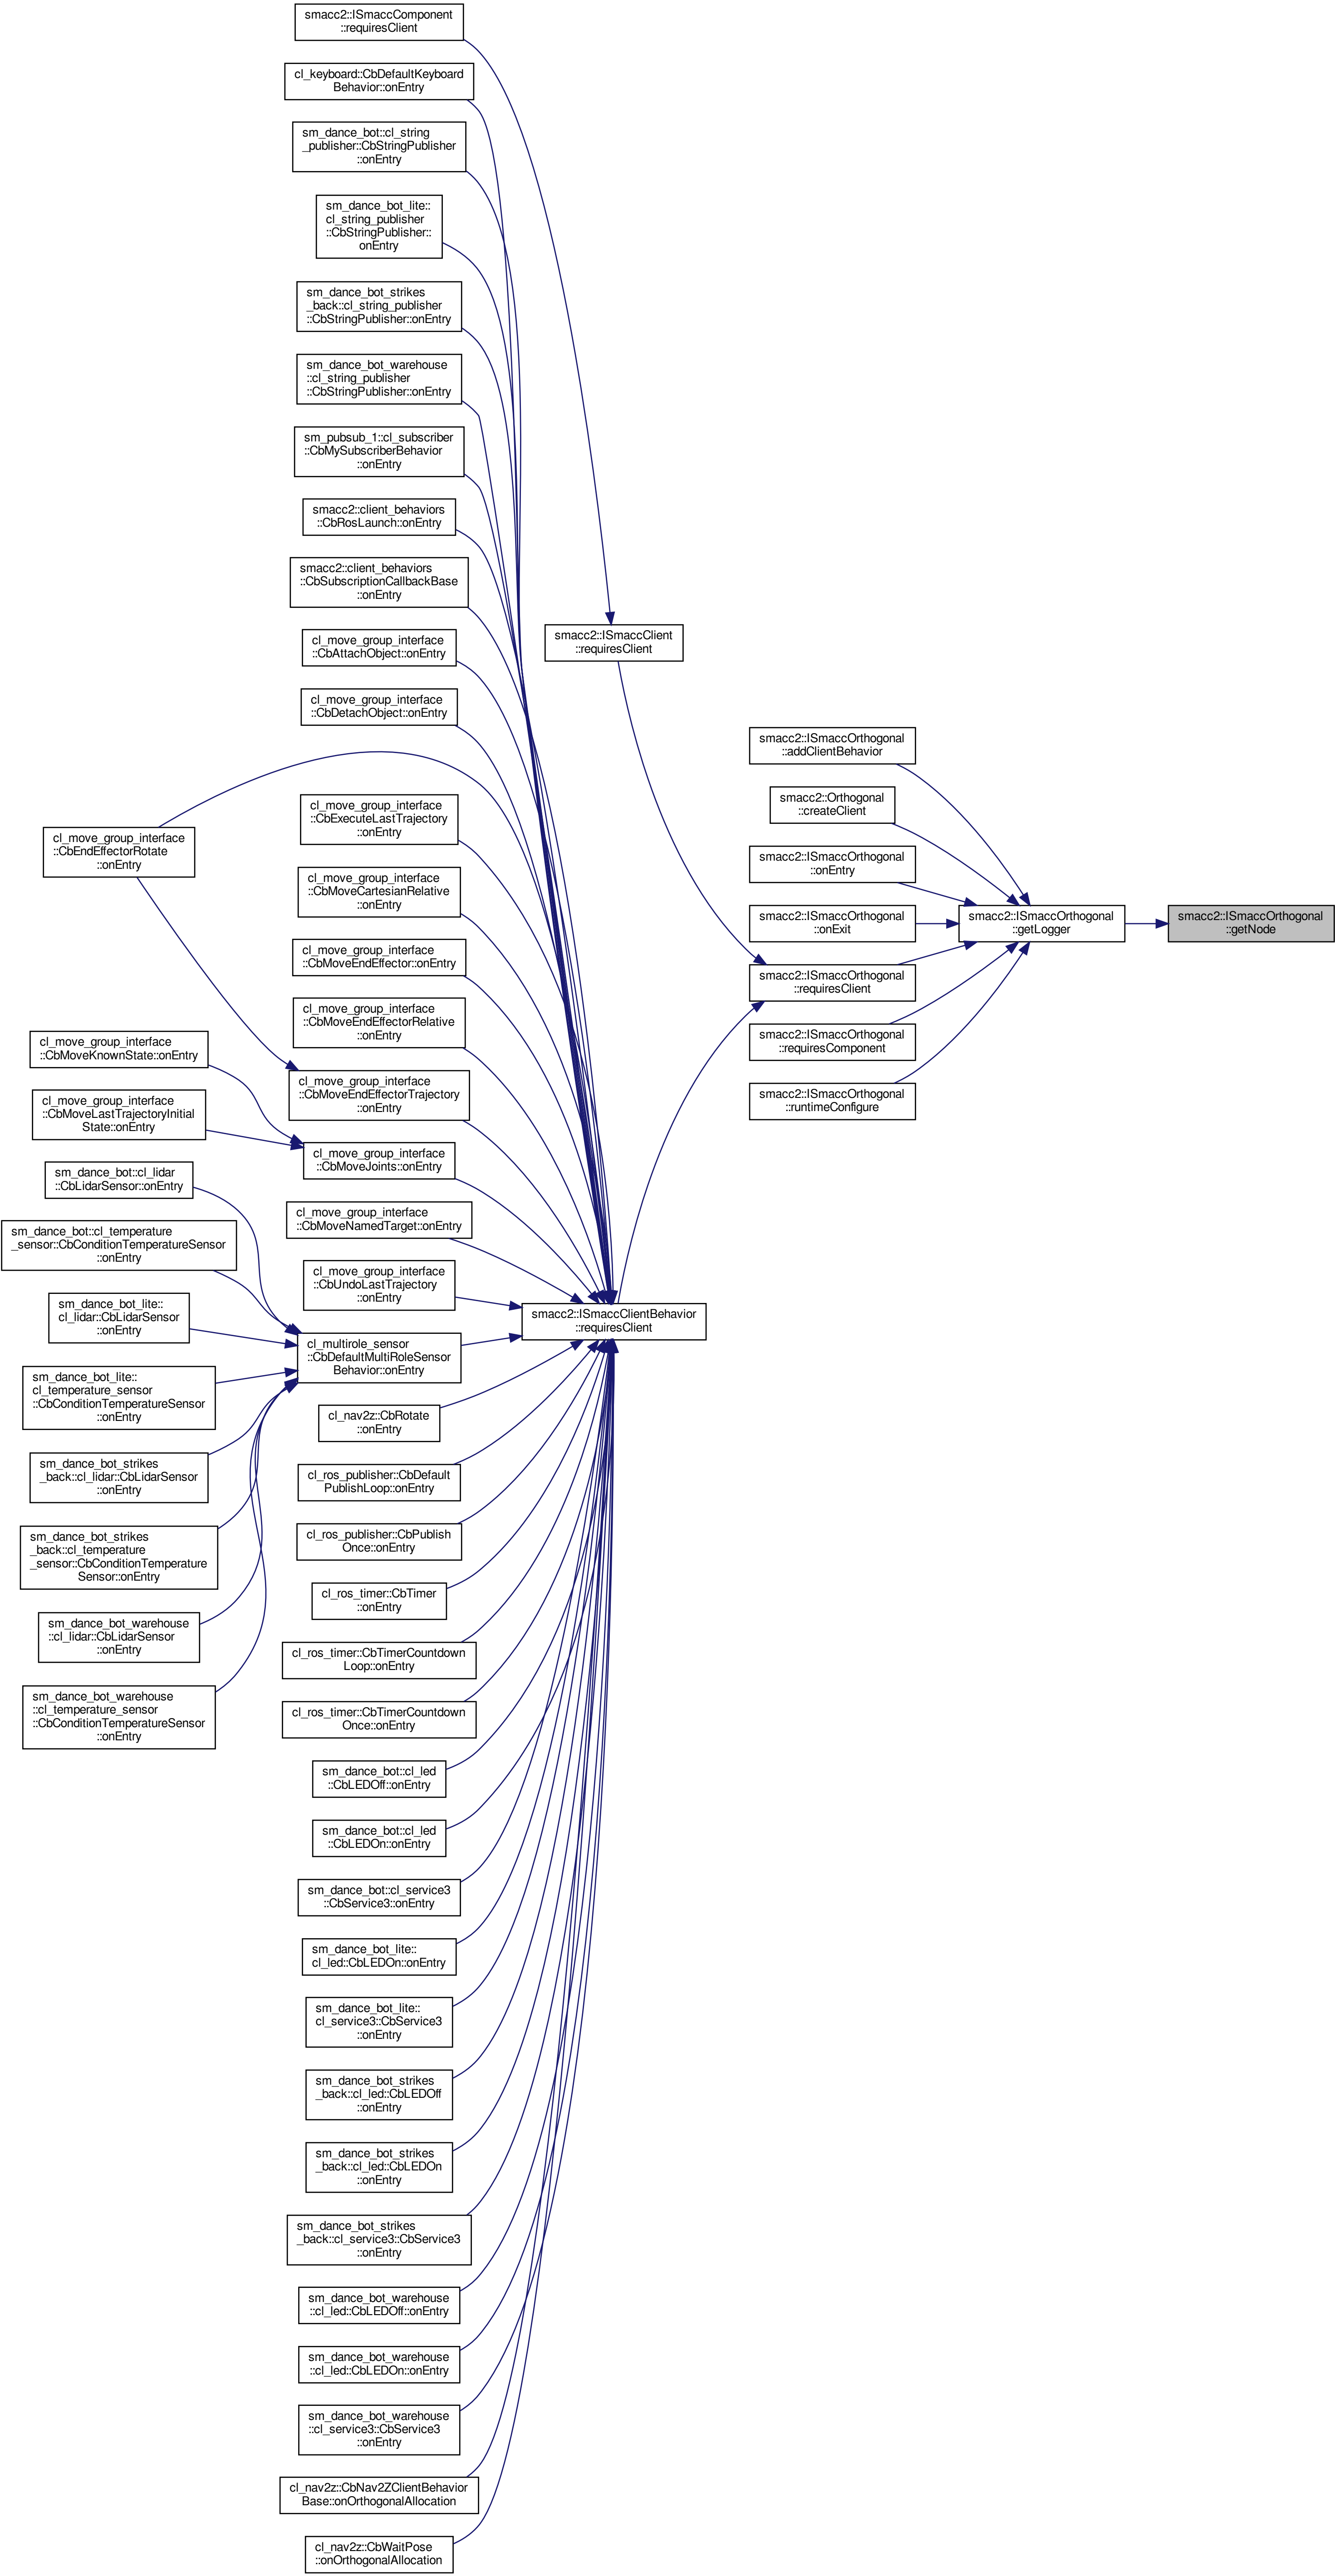 smacc2::ISmaccComponent
::requiresClient
cl_keyboard::CbDefaultKeyboard
Behavior::onEntry
sm_dance_bot::cl_string
_publisher::CbStringPublisher
::onEntry
sm_dance_bot_lite::
cl_string_publisher
::CbStringPublisher::
onEntry
sm_dance_bot_strikes
_back::cl_string_publisher
::CbStringPublisher::onEntry
sm_dance_bot_warehouse
::cl_string_publisher
::CbStringPublisher::onEntry
sm_pubsub_1::cl_subscriber
::CbMySubscriberBehavior
::onEntry
smacc2::client_behaviors
::CbRosLaunch::onEntry
smacc2::client_behaviors
::CbSubscriptionCallbackBase
::onEntry
cl_move_group_interface
::CbAttachObject::onEntry
cl_move_group_interface
::CbDetachObject::onEntry
cl_move_group_interface
::CbExecuteLastTrajectory
::onEntry
cl_move_group_interface
::CbMoveCartesianRelative
::onEntry
cl_move_group_interface
::CbMoveEndEffector::onEntry
cl_move_group_interface
::CbMoveEndEffectorRelative
::onEntry
cl_move_group_interface
::CbMoveEndEffectorTrajectory
::onEntry
cl_move_group_interface
::CbMoveJoints::onEntry
cl_move_group_interface
::CbMoveNamedTarget::onEntry
cl_move_group_interface
::CbUndoLastTrajectory
::onEntry
cl_multirole_sensor
::CbDefaultMultiRoleSensor
Behavior::onEntry
cl_nav2z::CbRotate
::onEntry
cl_ros_publisher::CbDefault
PublishLoop::onEntry
cl_ros_publisher::CbPublish
Once::onEntry
cl_ros_timer::CbTimer
::onEntry
cl_ros_timer::CbTimerCountdown
Loop::onEntry
cl_ros_timer::CbTimerCountdown
Once::onEntry
sm_dance_bot::cl_led
::CbLEDOff::onEntry
sm_dance_bot::cl_led
::CbLEDOn::onEntry
sm_dance_bot::cl_service3
::CbService3::onEntry
sm_dance_bot_lite::
cl_led::CbLEDOn::onEntry
sm_dance_bot_lite::
cl_service3::CbService3
::onEntry
sm_dance_bot_strikes
_back::cl_led::CbLEDOff
::onEntry
sm_dance_bot_strikes
_back::cl_led::CbLEDOn
::onEntry
sm_dance_bot_strikes
_back::cl_service3::CbService3
::onEntry
sm_dance_bot_warehouse
::cl_led::CbLEDOff::onEntry
sm_dance_bot_warehouse
::cl_led::CbLEDOn::onEntry
sm_dance_bot_warehouse
::cl_service3::CbService3
::onEntry
cl_nav2z::CbNav2ZClientBehavior
Base::onOrthogonalAllocation
cl_nav2z::CbWaitPose
::onOrthogonalAllocation
cl_move_group_interface
::CbEndEffectorRotate
::onEntry
cl_move_group_interface
::CbMoveKnownState::onEntry
cl_move_group_interface
::CbMoveLastTrajectoryInitial
State::onEntry
sm_dance_bot::cl_lidar
::CbLidarSensor::onEntry
sm_dance_bot::cl_temperature
_sensor::CbConditionTemperatureSensor
::onEntry
sm_dance_bot_lite::
cl_lidar::CbLidarSensor
::onEntry
sm_dance_bot_lite::
cl_temperature_sensor
::CbConditionTemperatureSensor
::onEntry
sm_dance_bot_strikes
_back::cl_lidar::CbLidarSensor
::onEntry
sm_dance_bot_strikes
_back::cl_temperature
_sensor::CbConditionTemperature
Sensor::onEntry
sm_dance_bot_warehouse
::cl_lidar::CbLidarSensor
::onEntry
sm_dance_bot_warehouse
::cl_temperature_sensor
::CbConditionTemperatureSensor
::onEntry
smacc2::ISmaccClient
::requiresClient
smacc2::ISmaccClientBehavior
::requiresClient
smacc2::ISmaccOrthogonal
::addClientBehavior
smacc2::Orthogonal
::createClient
smacc2::ISmaccOrthogonal
::onEntry
smacc2::ISmaccOrthogonal
::onExit
smacc2::ISmaccOrthogonal
::requiresClient
smacc2::ISmaccOrthogonal
::requiresComponent
smacc2::ISmaccOrthogonal
::runtimeConfigure
smacc2::ISmaccOrthogonal
::getLogger
smacc2::ISmaccOrthogonal
::getNode